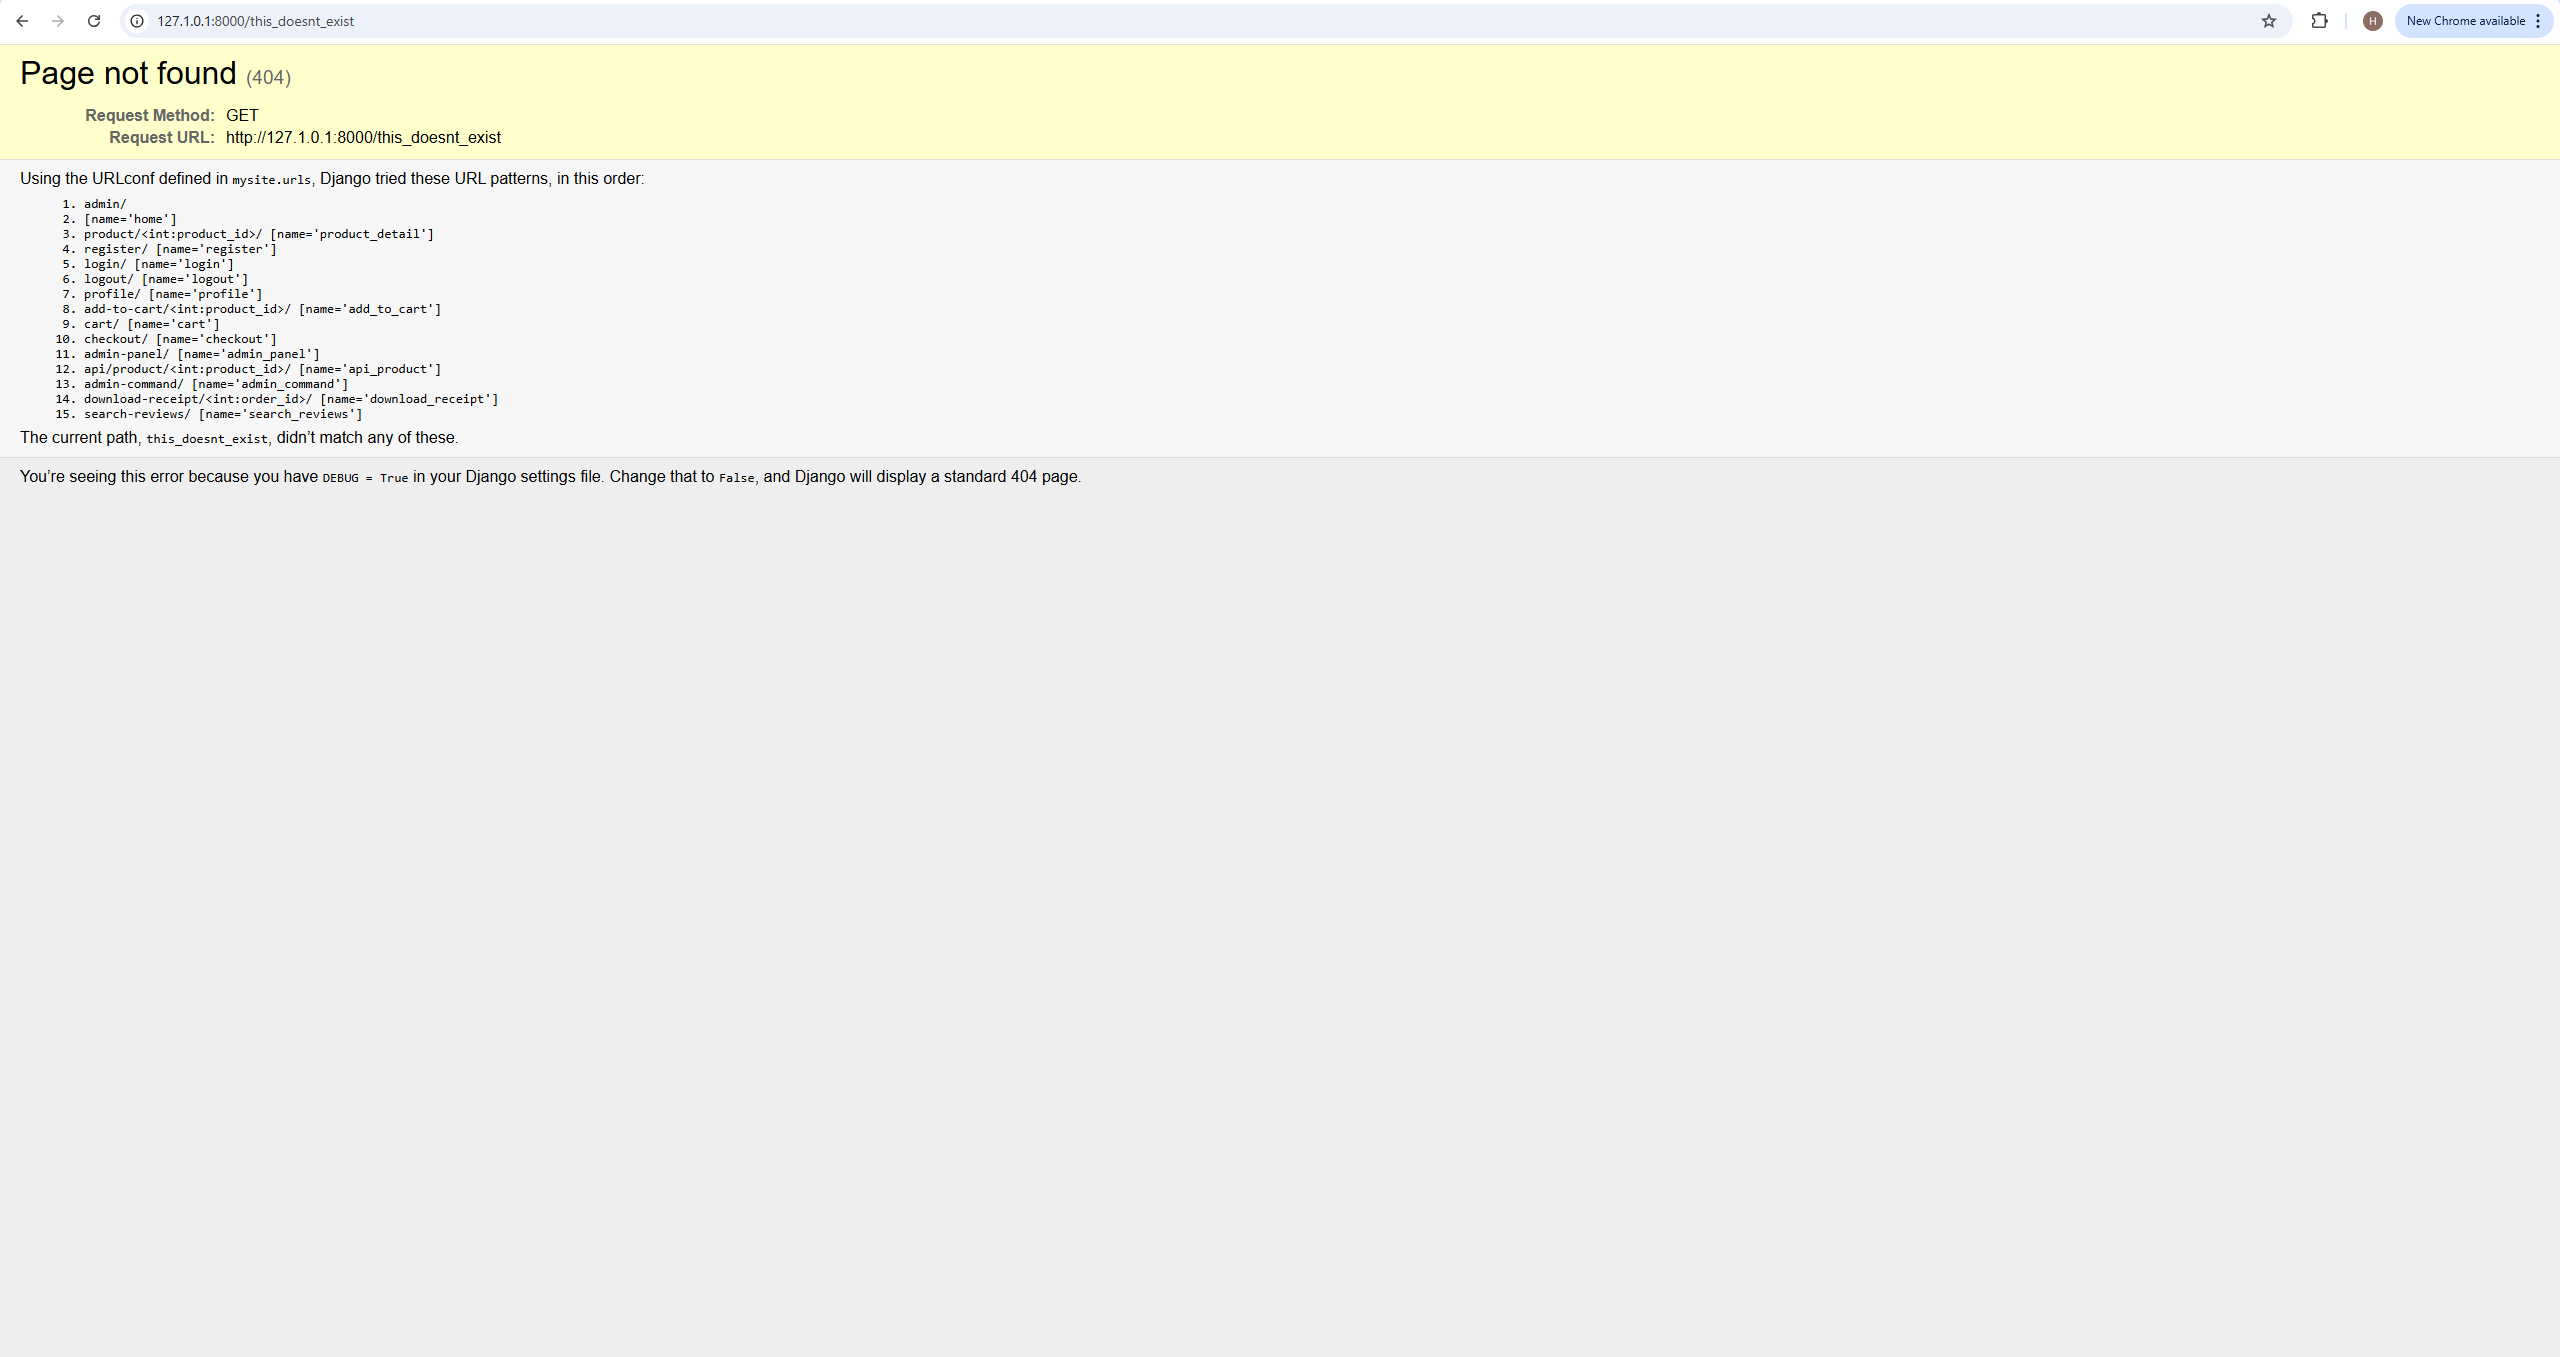 127.1.0.1:8000/this_doesnt_exist
H
New Chrome available
Page not found (404)
Request Method: GET
Request URL: http://127.1.0.1:8000/this_doesnt_exist
Using the URLconf defined in mysite.urls, Django tried these URL patterns, in this order:
1. admin/
2. [name='home']
3. product/<int:product_id>/ [name='product_detail']
4. register/ [name='register']
5. login/ [name='login']
6. logout/ [name='logout']
7. profile/ [name='profile']
8. add-to-cart/<int:product_id>/ [name='add_to_cart']
9. cart/ [name='cart']
10. checkout/ [name='checkout']
11. admin-panel/ [name='admin_panel']
12. api/product/<int:product_id>/ [name='api_product']
13. admin-command/ [name='admin_command']
14. download-receipt/<int:order_id>/ [name='download_receipt']
15. search-reviews/ [name='search_reviews']
The current path, this_doesnt_exist, didn’t match any of these.
You’re seeing this error because you have DEBUG = True in your Django settings file. Change that to False, and Django will display a standard 404 page.